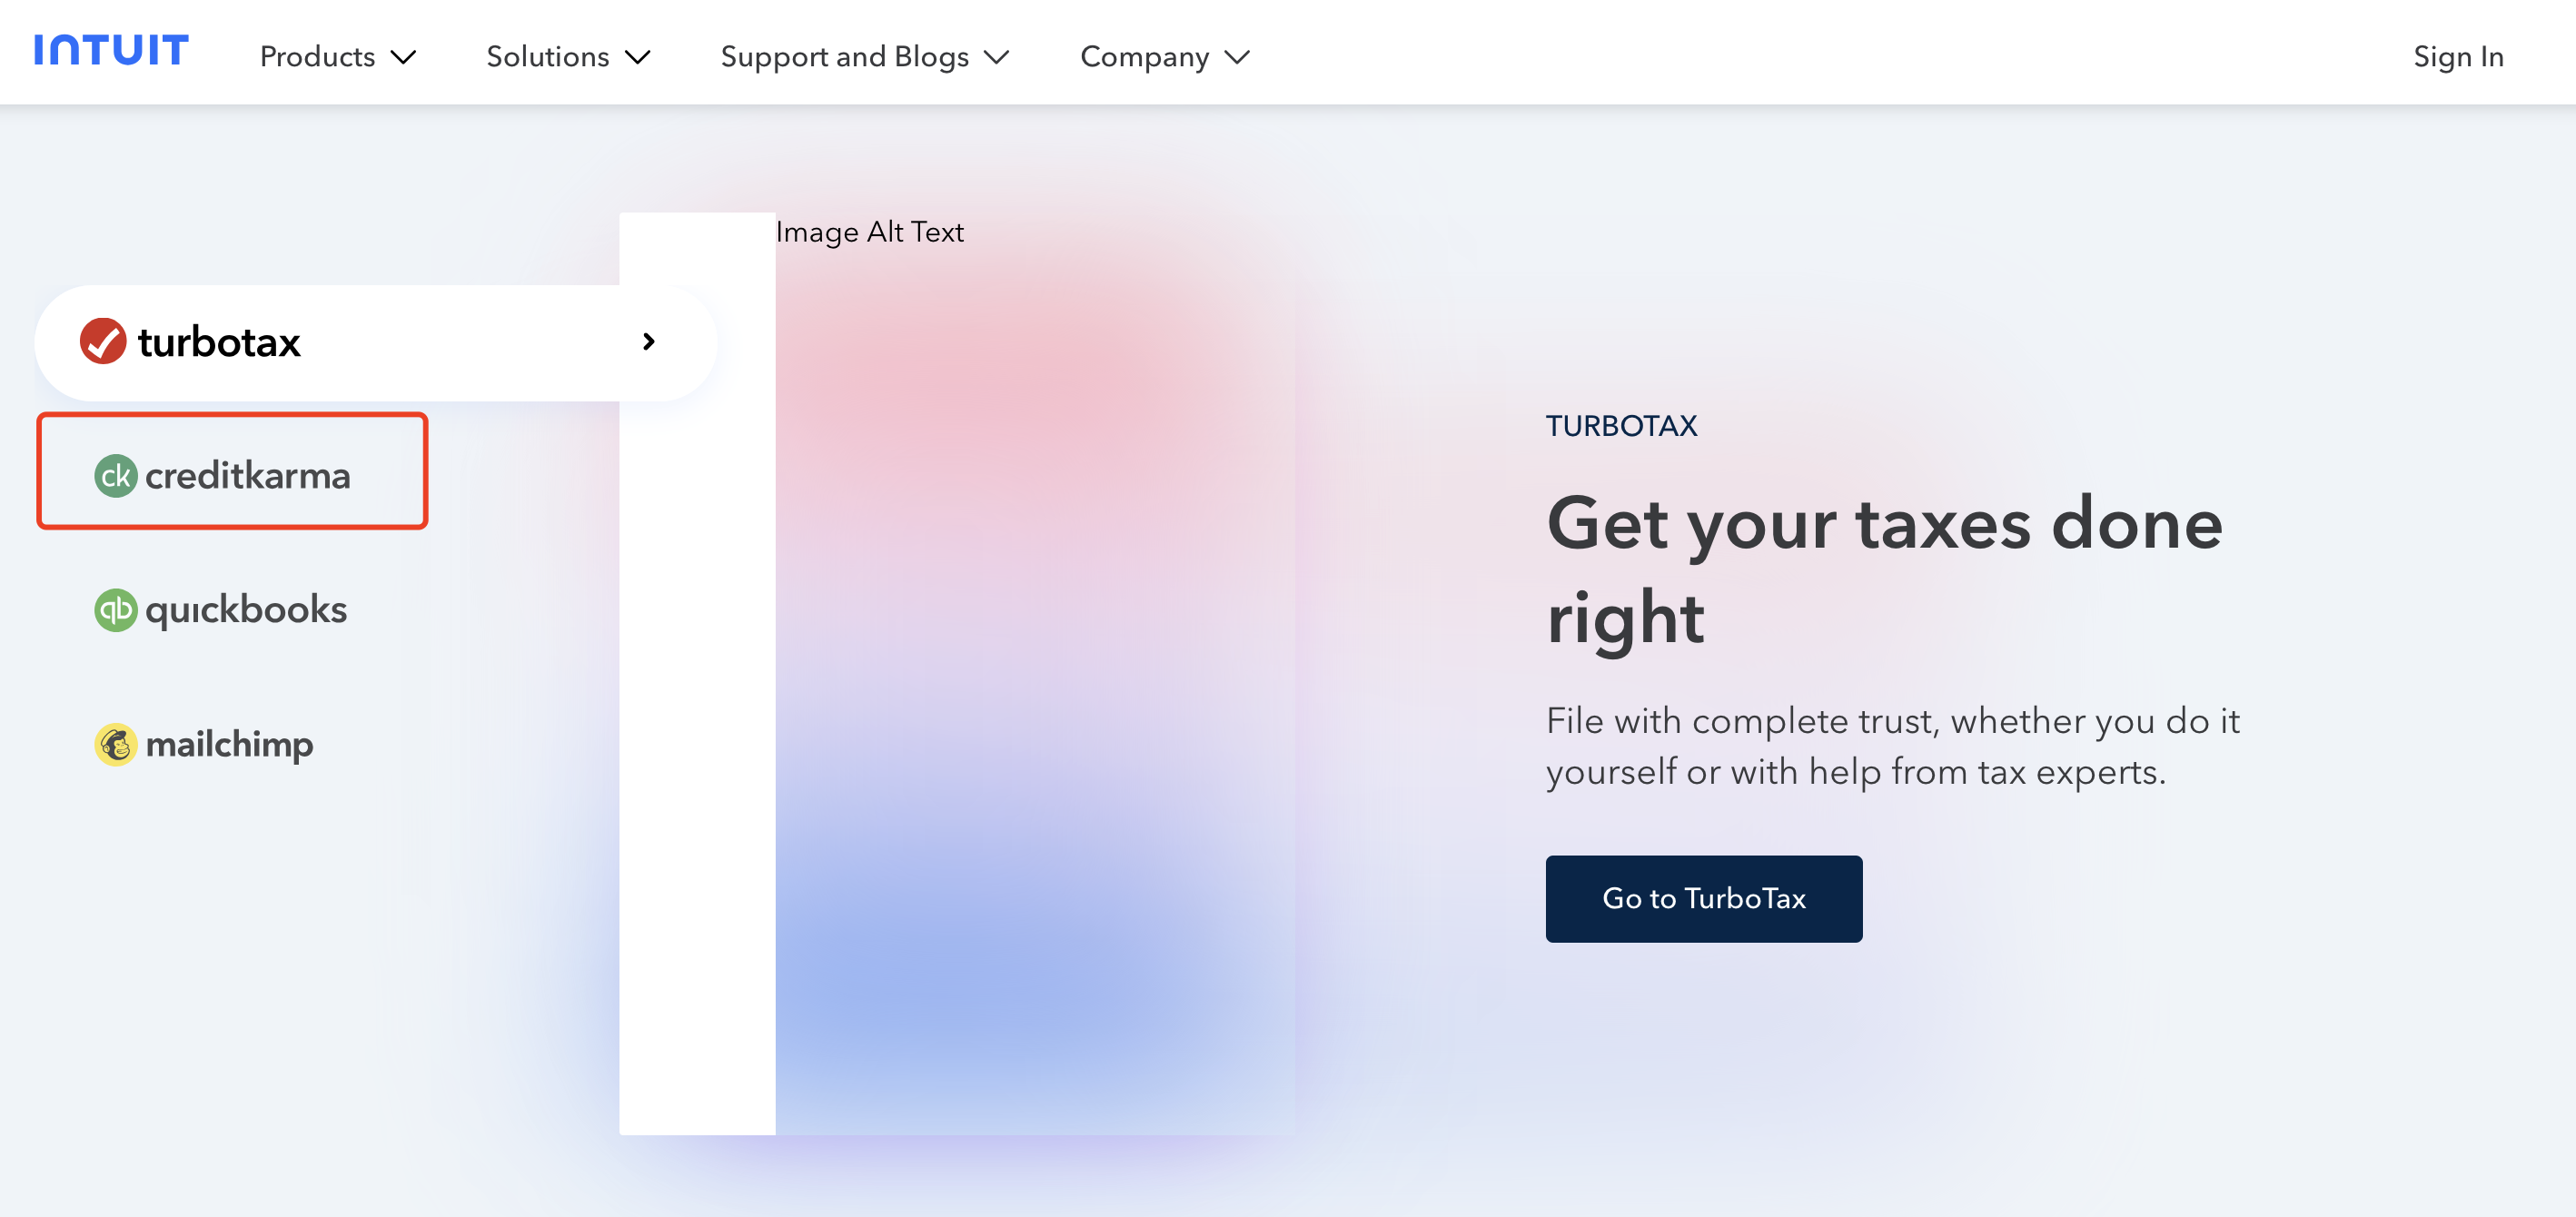 INTUIT Products Solutions Support and Blogs Company Sign In
Image Alt Text
turbotax
ck creditkarma
qb quickbooks
mailchimp
TURBOTAX
Get your taxes done
right
File with complete trust, whether you do it
yourself or with help from tax experts.
Go to TurboTax